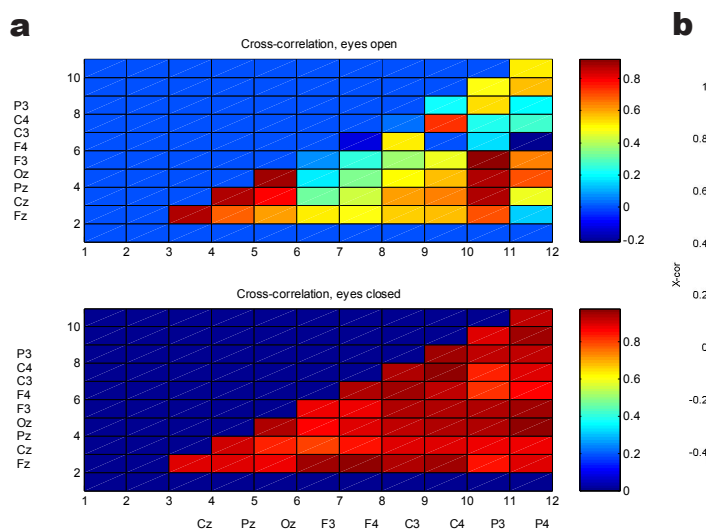 a
b
Cross-correlation, eyes open
10
8
6
4
2
P3
C4
C3
F4
F3
Oz
Pz
Cz
Fz
1 2 3 4 5 6 7 8 9 10 11 12
0.8
0.6
0.4
0.2
0
-0.2
Cross-correlation, eyes closed
10
8
6
4
2
P3
C4
C3
F4
F3
Oz
Pz
Cz
Fz
1 2 3 4 5 6 7 8 9 10 11 12
Cz Pz Oz F3 F4 C3 C4 P3 P4
0.8
0.6
0.4
0.2
0
X-cor
1
0.
0.2
0
-0.2
-0.4